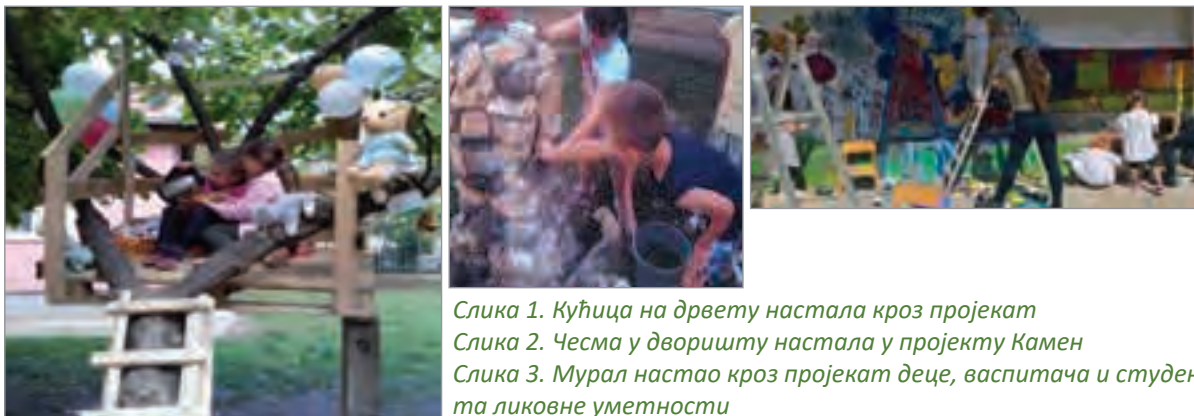 Слика 1. Кућица на дрвету настала кроз пројекат
Слика 2. Чесма у дворишту настала у пројекту Камен
Слика 3. Мурал настао кроз пројекат деце, васпитача и студен
та ликовне уметности